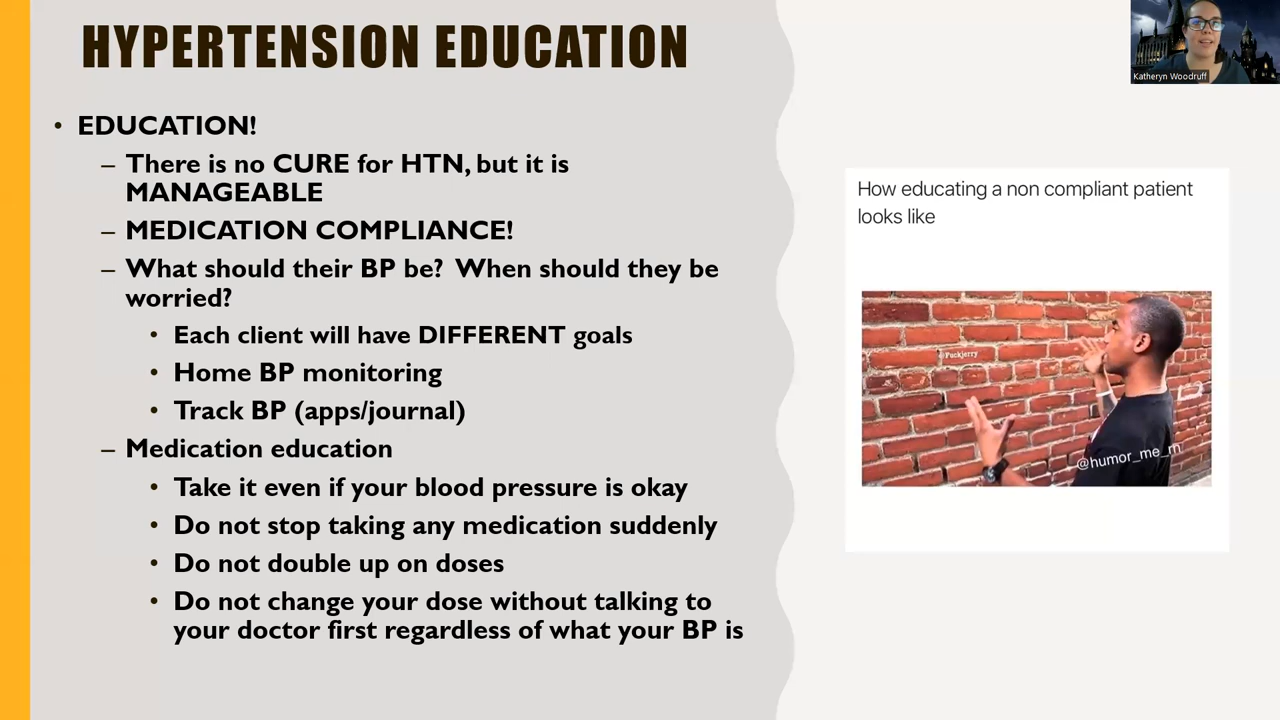 HYPERTENSION EDUCATION
• EDUCATION!
– There is no CURE for HTN, but it is
MANAGEABLE
– MEDICATION COMPLIANCE!
– What should their BP be?  When should they be
worried?
• Each client will have DIFFERENT goals
• Home BP monitoring
• Track BP (apps/journal)
– Medication education
• Take it even if your blood pressure is okay
• Do not stop taking any medication suddenly
• Do not double up on doses
• Do not change your dose without talking to
your doctor first regardless of what your BP is
Katheryn Woodruff
How educating a non compliant patient
looks like
@Fuckjerry
@humor_me_rn